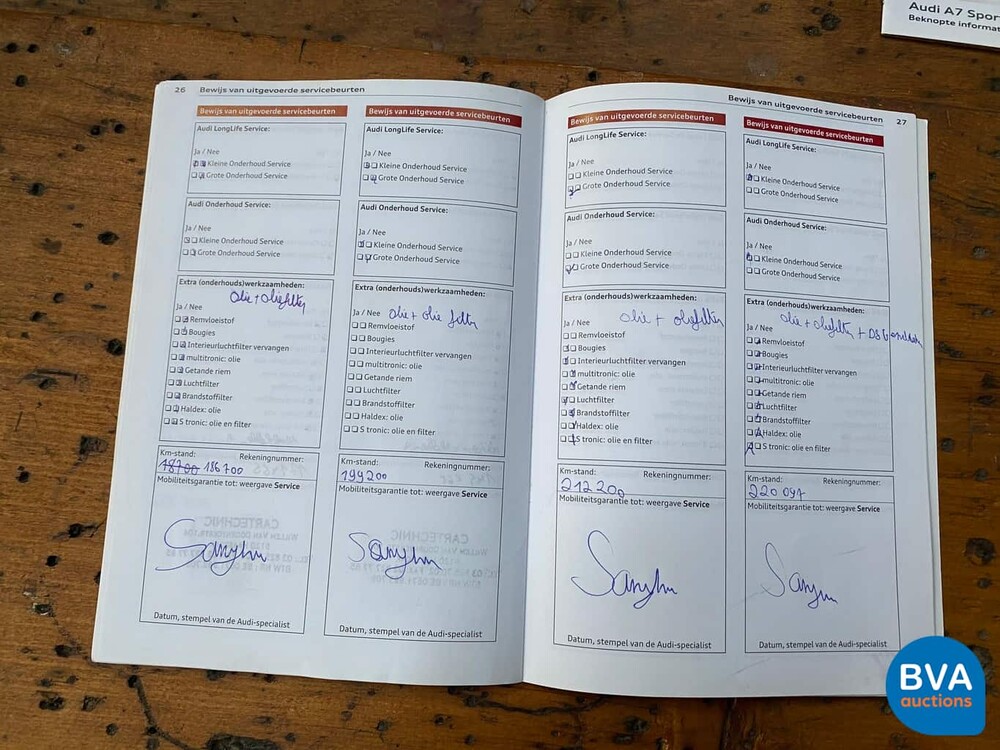 Audi A7 Spor
Beknopte informat
26 Bewijs van uitgevoerde servicebeurten
Bewijs van uitgevoerde servicebeurten
Audi LongLife Service:
Ja / Nee
Kleine Onderhoud Service
Grote Onderhoud Service
Audi Onderhoud Service:
Ja / Nee
Kleine Onderhoud Service
Grote Onderhoud Service
Extra (onderhouds)werkzaamheden:
olie + oliefilter
Ja / Nee
Remvloeistof
Bougies
Interieurluchtfilter vervangen
multitronic: olie
Getande riem
Luchtfilter
Brandstoffilter
Haldex: olie
S tronic: olie en filter
Km-stand: Rekeningnummer:
18700 186700
Mobiliteitsgarantie tot: weergave Service
Datum, stempel van de Audi-specialist
Bewijs van uitgevoerde servicebeurten
Audi LongLife Service:
Ja / Nee
Kleine Onderhoud Service
Grote Onderhoud Service
Audi Onderhoud Service:
Ja / Nee
Kleine Onderhoud Service
Grote Onderhoud Service
Extra (onderhouds)werkzaamheden:
Ja / Nee olie + olie filter
Remvloeistof
Bougies
Interieurluchtfilter vervangen
multitronic: olie
Getande riem
Luchtfilter
Brandstoffilter
Haldex: olie
S tronic: olie en filter
Km-stand: Rekeningnummer:
199200
Mobiliteitsgarantie tot: weergave Service
Datum, stempel van de Audi-specialist
Bewijs van uitgevoerde servicebeurten 27
Bewijs van uitgevoerde servicebeurten
Audi LongLife Service:
Ja / Nee
Kleine Onderhoud Service
Grote Onderhoud Service
Audi Onderhoud Service:
Ja / Nee
Kleine Onderhoud Service
Grote Onderhoud Service
Extra (onderhouds)werkzaamheden:
Ja / Nee olie + oliefilter
Remvloeistof
Bougies
Interieurluchtfilter vervangen
multitronic: olie
Getande riem
Luchtfilter
Brandstoffilter
Haldex: olie
S tronic: olie en filter
Km-stand: Rekeningnummer:
212200
Mobiliteitsgarantie tot: weergave Service
Datum, stempel van de Audi-specialist
Bewijs van uitgevoerde servicebeurten
Audi LongLife Service:
Ja / Nee
Kleine Onderhoud Service
Grote Onderhoud Service
Audi Onderhoud Service:
Ja / Nee
Kleine Onderhoud Service
Grote Onderhoud Service
Extra (onderhouds)werkzaamheden:
olie + oliefilter +
Ja / Nee
Remvloeistof
Bougies
Interieurluchtfilter vervangen
multitronic: olie
Getande riem
Luchtfilter
Brandstoffilter
Haldex: olie
S tronic: olie en filter
Km-stand: Rekeningnummer:
220 097
Mobiliteitsgarantie tot: weergave Service
Datum, stempel van de Audi-specialist
BVA
auctions